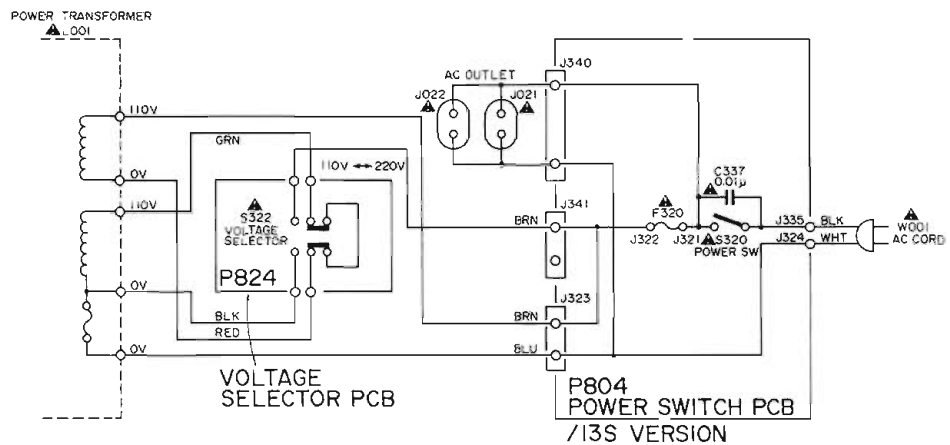 POWER TRANSFORMER
L001
110V
0V
110V
0V
0V
GRN
S322
VOLTAGE
SELECTOR
P824
110V ↔ 220V
BLK
RED
VOLTAGE
SELECTOR PCB
AC OUTLET
J022
J021
J340
BRN
J341
BRN
J323
BLU
F320
J322
J321
C337
0.01μ
S320
POWER SW
J335
BLK
J324
WHT
W001
AC CORD
P804
POWER SWITCH PCB
/13S VERSION